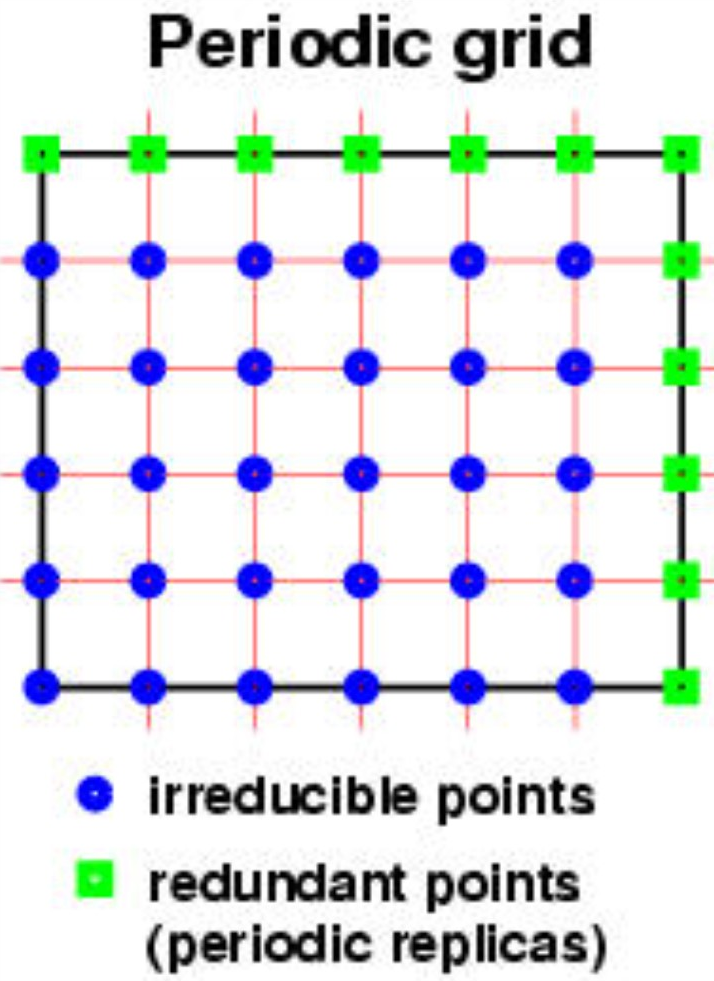 Periodic grid
irreducible points
redundant points
(periodic replicas)